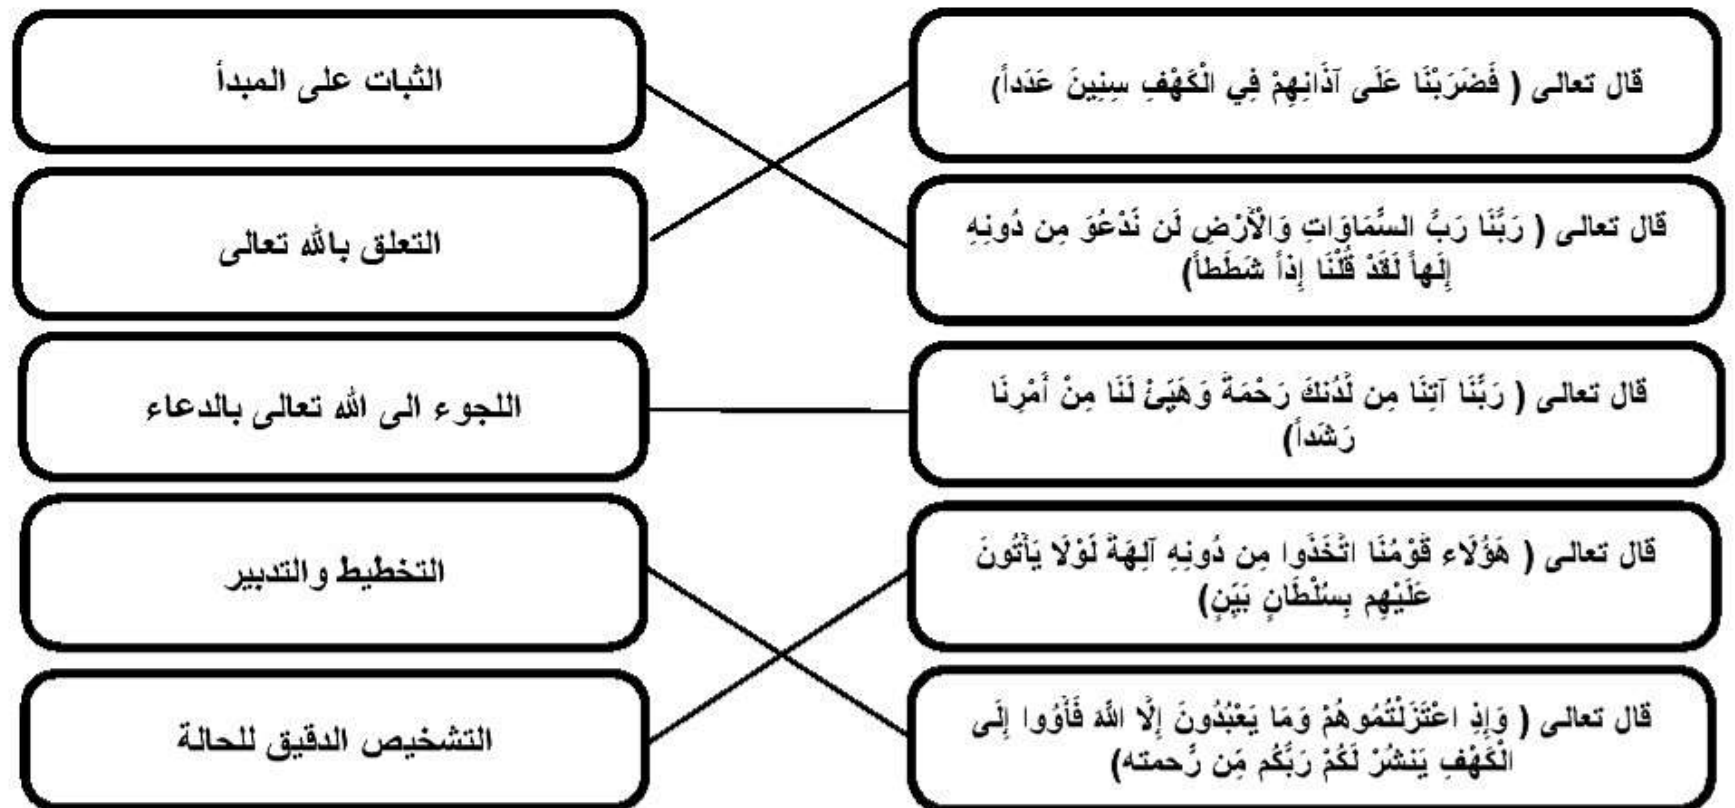 قال تعالى ( فَضَرَبْنَا عَلَى آذَانِهِمْ فِي الْكَهْفِ سِنِينَ عَدَداً)
الثبات على المبدأ
قال تعالى ( رَبَّنَا رَبُّ السَّمَاوَاتِ وَالْأَرْضِ لَن نَّدْعُوَ مِن دُونِهِ
إِلَهاً لَقَدْ قُلْنَا إِذاً شَطَطاً)
التعلق بالله تعالى
قال تعالى ( رَبَّنَا آتِنَا مِن لَّدُنكَ رَحْمَةً وَهَيِّئْ لَنَا مِنْ أَمْرِنَا
رَشَداً)
اللجوء الى الله تعالى بالدعاء
قال تعالى ( هَؤُلَاء قَوْمُنَا اتَّخَذُوا مِن دُونِهِ آلِهَةً لَّوْلَا يَأْتُونَ
عَلَيْهِم بِسُلْطَانٍ بَيِّنٍ)
التخطيط والتدبير
قال تعالى ( وَإِذِ اعْتَزَلْتُمُوهُمْ وَمَا يَعْبُدُونَ إِلَّا اللَّهَ فَأْوُوا إِلَى
الْكَهْفِ يَنشُرْ لَكُمْ رَبُّكُم مِّن رَّحمته)
التشخيص الدقيق للحالة